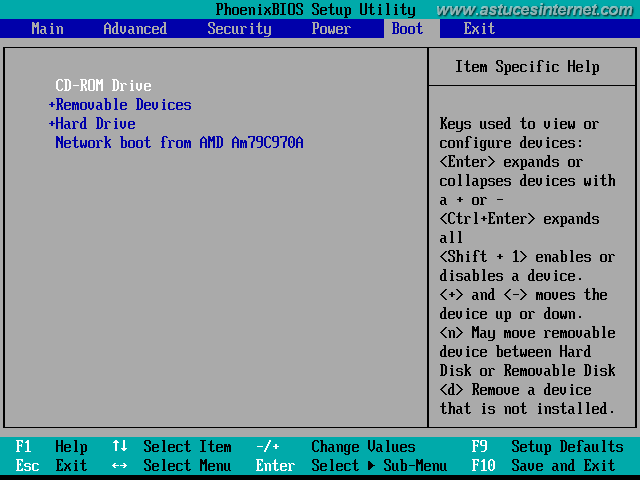 PhoenixBIOS Setup Utility
www.astucesinternet.com
Main Advanced Security Power Boot Exit
CD-ROM Drive
+Removable Devices
+Hard Drive
Network boot from AMD Am79C970A
Item Specific Help
Keys used to view or
configure devices:
<Enter> expands or
collapses devices with
a + or -
<Ctrl+Enter> expands
all
<Shift + 1> enables or
disables a device.
<+> and <-> moves the
device up or down.
<n> May move removable
device between Hard
Disk or Removable Disk
<d> Remove a device
that is not installed.
F1 Help ↑↓ Select Item -/+ Change Values F9 Setup Defaults
Esc Exit ↔ Select Menu Enter Select ▶ Sub-Menu F10 Save and Exit